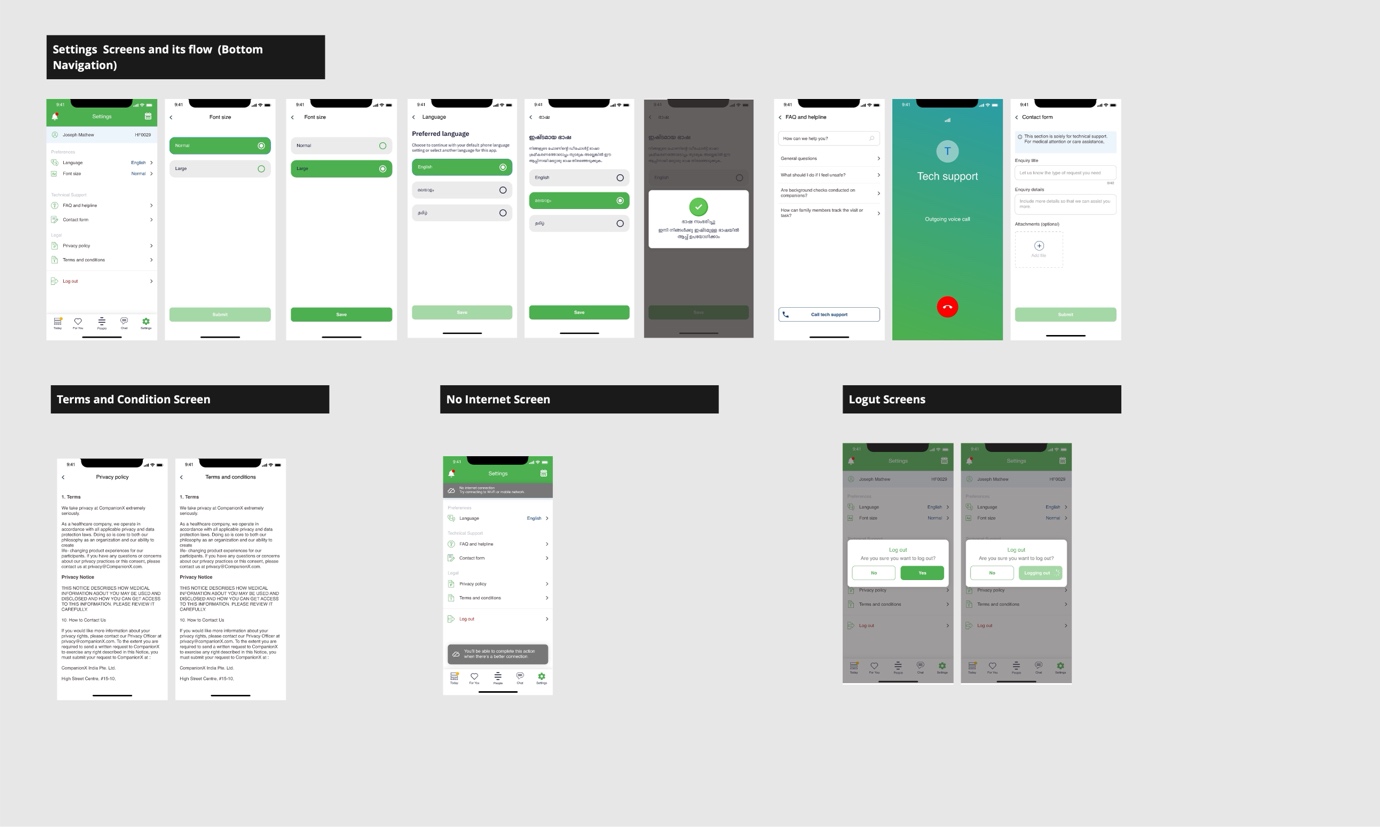 Settings Screens and its flow (Bottom
Navigation)
9:41
Settings
Joseph Mathew HF9G29
Preferences
Language English
Font size Normal
Technical Support
FAQ and helpline
Contact form
Legal
Privacy policy
Terms and conditions
Log out
Today For You People Chat Settings
9:41
Font size
Normal
Large
Submit
9:41
Font size
Normal
Large
Save
9:41
Language
Preferred language
Choose to continue with your default phone language
setting or select another language for this app.
English
മലയാളം
தமிழ்
Save
9:41
ഭാഷ
ഇഷ്ടമായ ഭാഷ
English
മലയാളം
தமிழ்
Save
9:41
ഭാഷ
English
ഭാഷ സംഭരിച്ചു
ഇനി നിങ്ങൾക്കു ഇഷ്ടമുള്ള ഭാഷയിൽ
ആപ്പ് ഉപയോഗിക്കാം
Save
9:41
FAQ and helpline
How can we help you?
General questions
What should I do if I feel unsafe?
Are background checks conducted on
companions?
How can family members track the visit or
task?
Call tech support
9:41
T
Tech support
Outgoing voice call
9:41
Contact form
This section is solely for technical support.
For medical attention or care assistance,
Enquiry title
Let us know the type of request you need.
Enquiry details
Include more details so that we can assist you
more.
Attachments (optional)
Add file
Submit
Terms and Condition Screen
No Internet Screen
Logut Screens
9:41
Privacy policy
1. Terms
We take privacy at CompanionX extremely
seriously.
As a healthcare company, we operate in
accordance with all applicable privacy and data
protection laws. Doing so is core to both our
philosophy as an organization and our ability to
create
life- changing product experiences for our
participants. If you have any questions or concerns
about our privacy practices or this consent, please
contact us at privacy@CompanionX.com.
Privacy Notice
THIS NOTICE DESCRIBES HOW MEDICAL
INFORMATION ABOUT YOU MAY BE USED AND
DISCLOSED AND HOW YOU CAN GET ACCESS
TO THIS INFORMATION. PLEASE REVIEW IT
CAREFULLY.
10. How to Contact Us
If you would like more information about your
privacy rights, please contact our Privacy Officer at
privacy@companionX.com. To the extent you are
required to send a written request to CompanionX
to exercise any right described in this Notice, you
must submit your request to CompanionX at :
CompanionX India Pte. Ltd.
High Street Centre, #15-10,
9:41
Terms and conditions
1. Terms
We take privacy at CompanionX extremely
seriously.
As a healthcare company, we operate in
accordance with all applicable privacy and data
protection laws. Doing so is core to both our
philosophy as an organization and our ability to
create
life- changing product experiences for our
participants. If you have any questions or concerns
about our privacy practices or this consent, please
contact us at privacy@CompanionX.com.
Privacy Notice
THIS NOTICE DESCRIBES HOW MEDICAL
INFORMATION ABOUT YOU MAY BE USED AND
DISCLOSED AND HOW YOU CAN GET ACCESS
TO THIS INFORMATION. PLEASE REVIEW IT
CAREFULLY.
10. How to Contact Us
If you would like more information about your
privacy rights, please contact our Privacy Officer at
privacy@companionX.com. To the extent you are
required to send a written request to CompanionX
to exercise any right described in this Notice, you
must submit your request to CompanionX at :
CompanionX India Pte. Ltd.
High Street Centre, #15-10,
9:41
Settings
No internet connection
Try connecting to Wi-Fi or mobile network
Preferences
Language English
Technical Support
FAQ and helpline
Contact form
Legal
Privacy policy
Terms and conditions
Log out
You'll be able to complete this action
when there's a better connection
Today For You People Chat Settings
9:41
Settings
Joseph Mathew HF9G29
Preferences
Language English
Font size Normal
Log out
Are you sure you want to log out?
No Yes
Privacy policy
Terms and conditions
Log out
Today For You People Chat Settings
9:41
Settings
Joseph Mathew HF9G29
Preferences
Language English
Font size Normal
Log out
Are you sure you want to log out?
No Logging out
Privacy policy
Terms and conditions
Log out
Today For You People Chat Settings